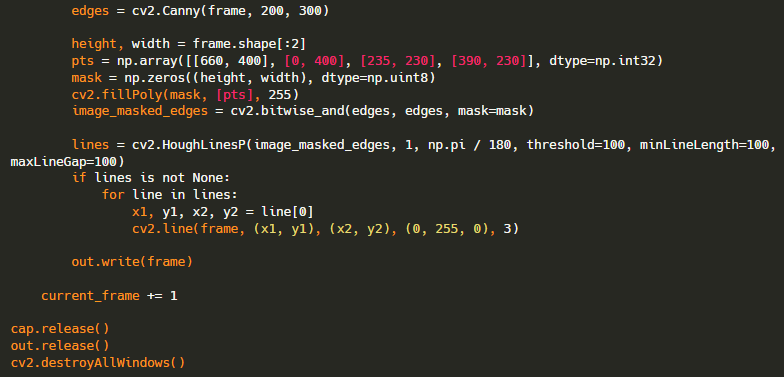 edges = cv2.Canny(frame, 200, 300)
height, width = frame.shape[:2]
pts = np.array([[660, 400], [0, 400], [235, 230], [390, 230]], dtype=np.int32)
mask = np.zeros((height, width), dtype=np.uint8)
cv2.fillPoly(mask, [pts], 255)
image_masked_edges = cv2.bitwise_and(edges, edges, mask=mask)
lines = cv2.HoughLinesP(image_masked_edges, 1, np.pi / 180, threshold=100, minLineLength=100,
maxLineGap=100)
if lines is not None:
for line in lines:
x1, y1, x2, y2 = line[0]
cv2.line(frame, (x1, y1), (x2, y2), (0, 255, 0), 3)
out.write(frame)
current_frame += 1
cap.release()
out.release()
cv2.destroyAllWindows()